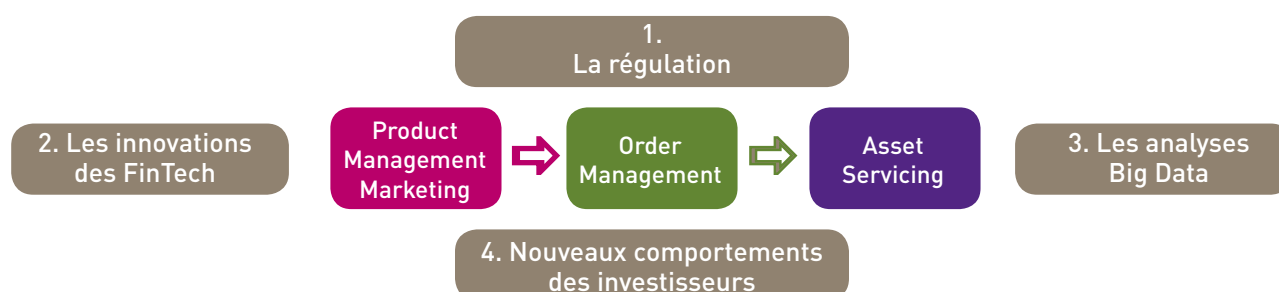 1.
La régulation
2. Les innovations
des FinTech
Product
Management
Marketing
Order
Management
Asset
Servicing
3. Les analyses
Big Data
4. Nouveaux comportements
des investisseurs